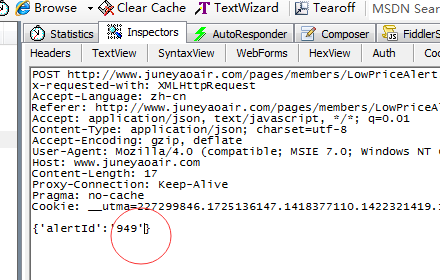 Browse Clear Cache TextWizard Tearoff MSDN Sear
Statistics Inspectors AutoResponder Composer FiddlerS
Headers TextView SyntaxView WebForms HexView Auth Cook
POST http://www.juneyaoair.com/pages/members/LowPriceAlert
x-requested-with: XMLHttpRequest
Accept-Language: zh-cn
Referer: http://www.juneyaoair.com/pages/members/LowPriceAlert.
Accept: application/json, text/javascript, */*; q=0.01
Content-Type: application/json; charset=utf-8
Accept-Encoding: gzip, deflate
User-Agent: Mozilla/4.0 (compatible; MSIE 7.0; Windows NT 
Host: www.juneyaoair.com
Content-Length: 17
Proxy-Connection: Keep-Alive
Pragma: no-cache
Cookie: __utma=227299846.1725136147.1418377110.1422321419.
{'alertId':'949'}